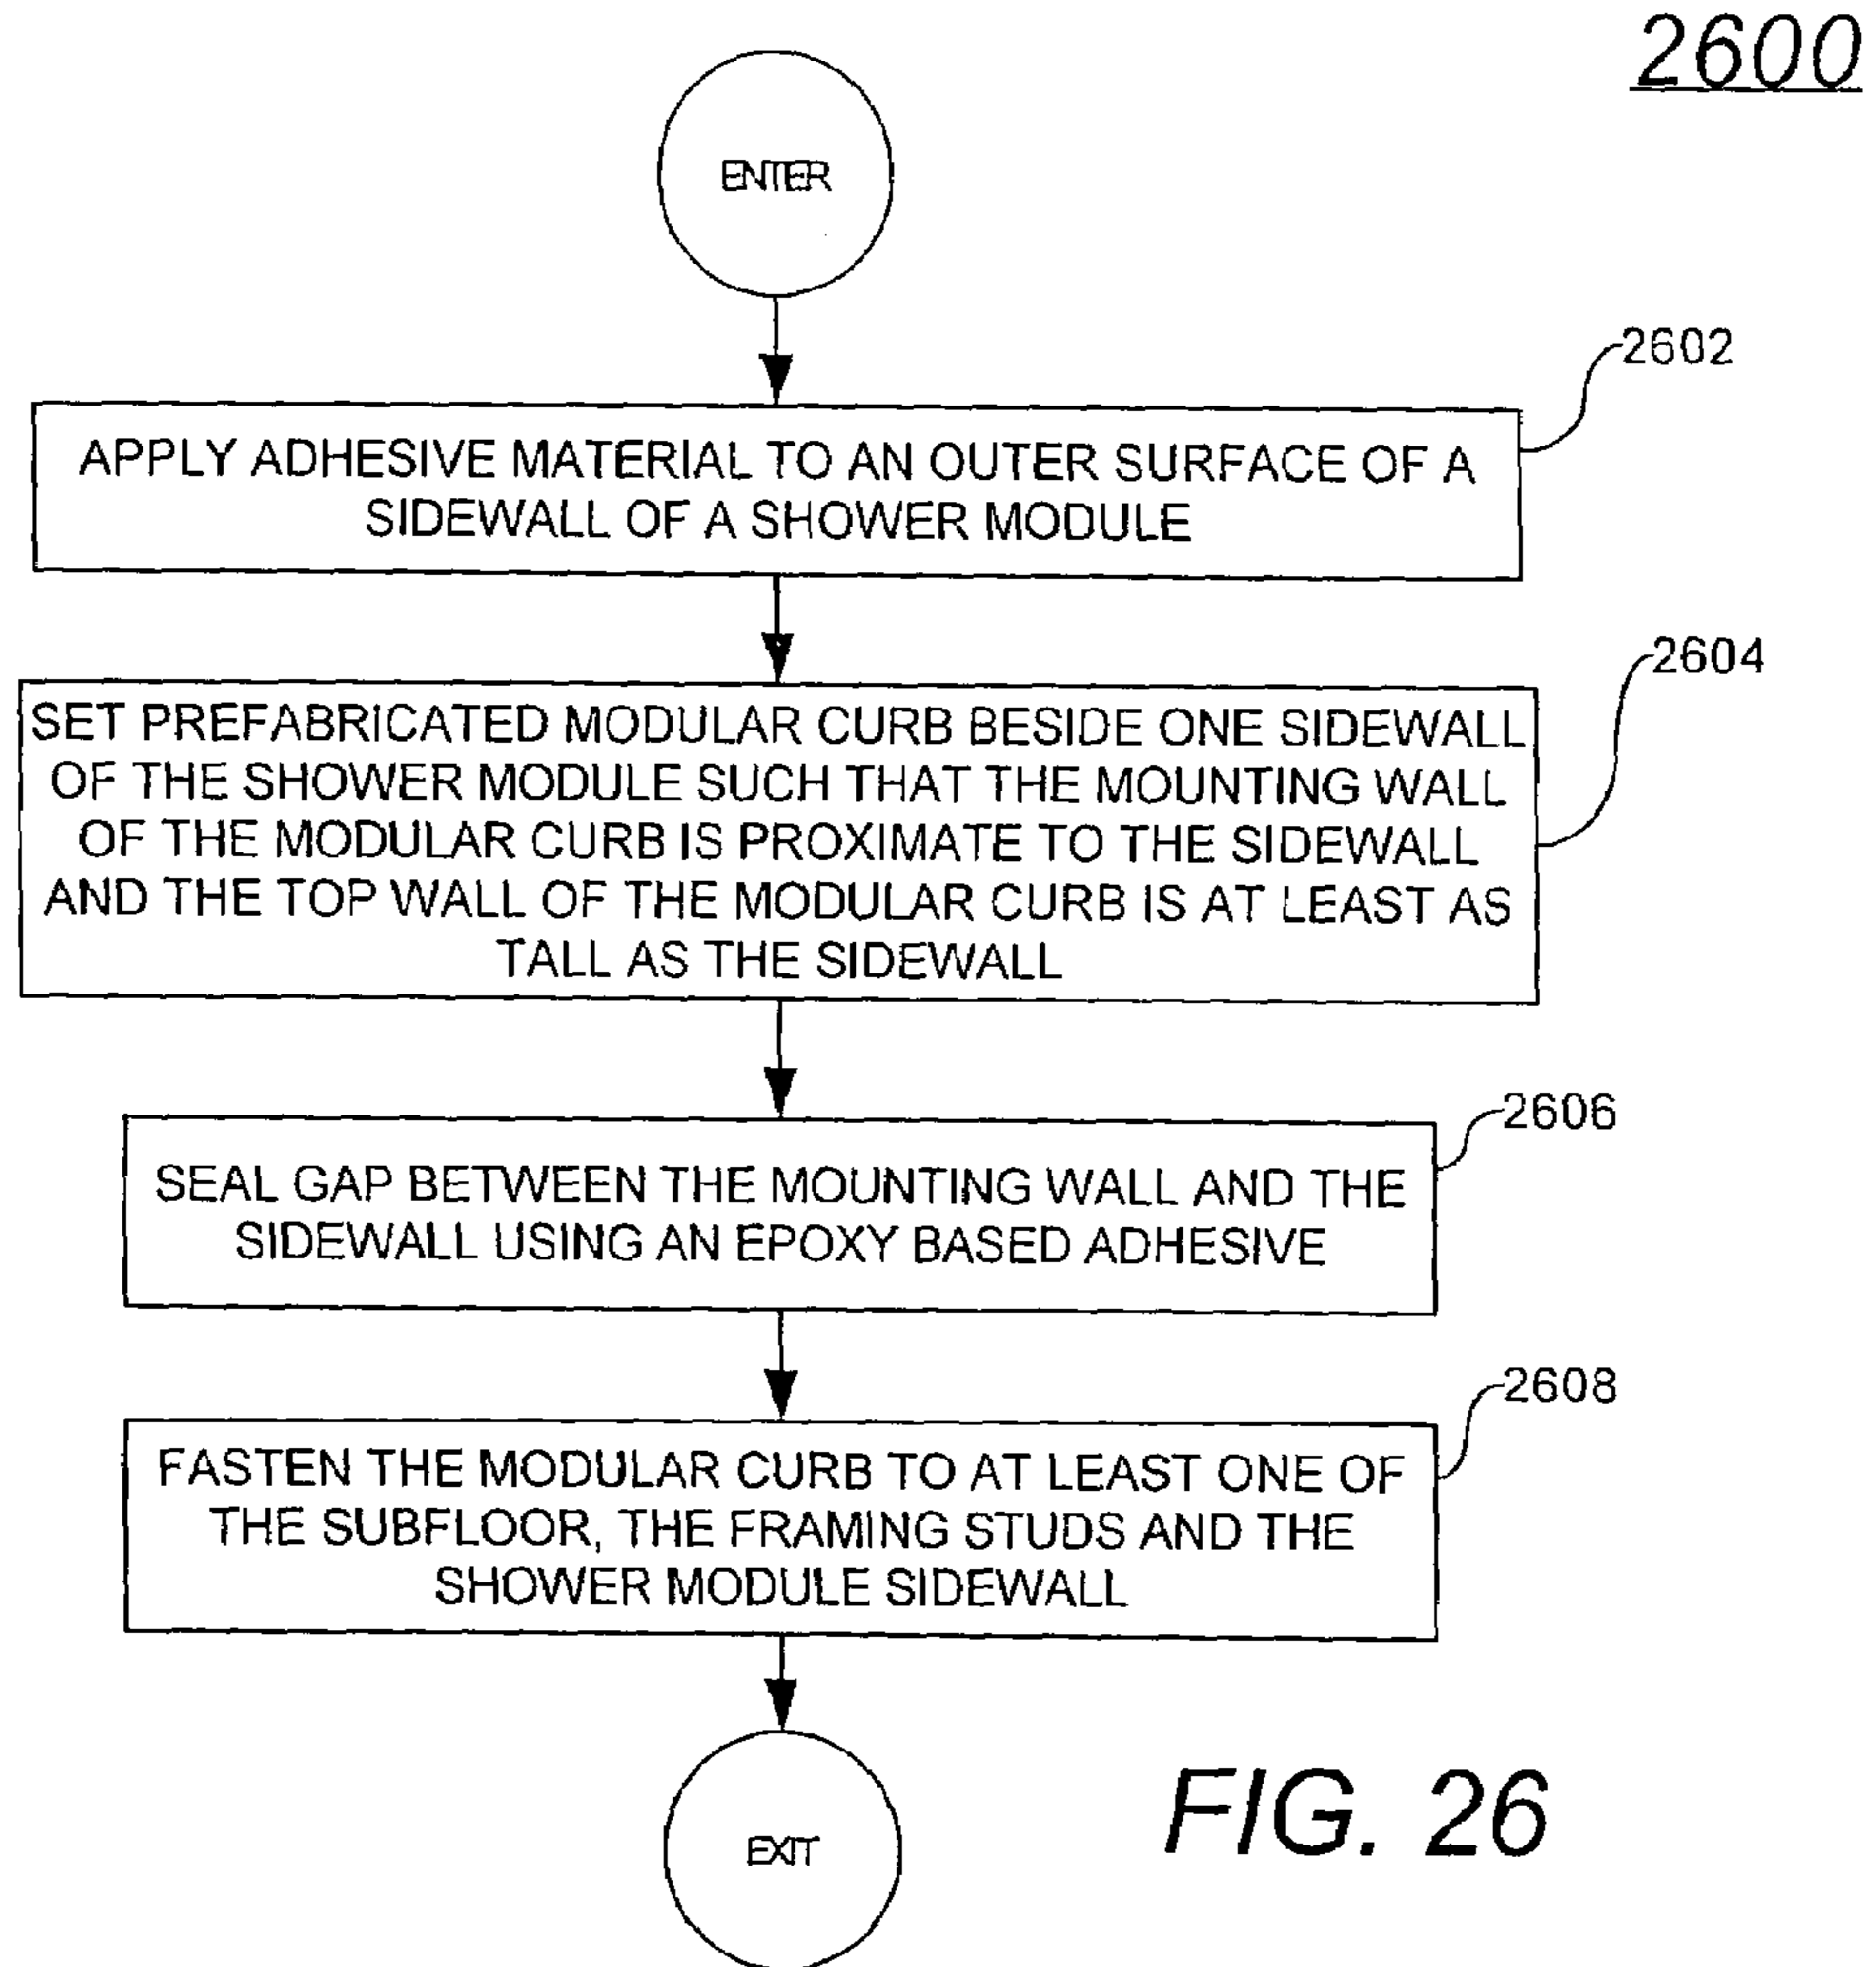 2600
ENTER
2602
APPLY ADHESIVE MATERIAL TO AN OUTER SURFACE OF A
SIDEWALL OF A SHOWER MODULE
2604
SET PREFABRICATED MODULAR CURB BESIDE ONE SIDEWALL
OF THE SHOWER MODULE SUCH THAT THE MOUNTING WALL
OF THE MODULAR CURB IS PROXIMATE TO THE SIDEWALL
AND THE TOP WALL OF THE MODULAR CURB IS AT LEAST AS
TALL AS THE SIDEWALL
2606
SEAL GAP BETWEEN THE MOUNTING WALL AND THE
SIDEWALL USING AN EPOXY BASED ADHESIVE
2608
FASTEN THE MODULAR CURB TO AT LEAST ONE OF
THE SUBFLOOR, THE FRAMING STUDS AND THE
SHOWER MODULE SIDEWALL
EXIT
FIG. 26